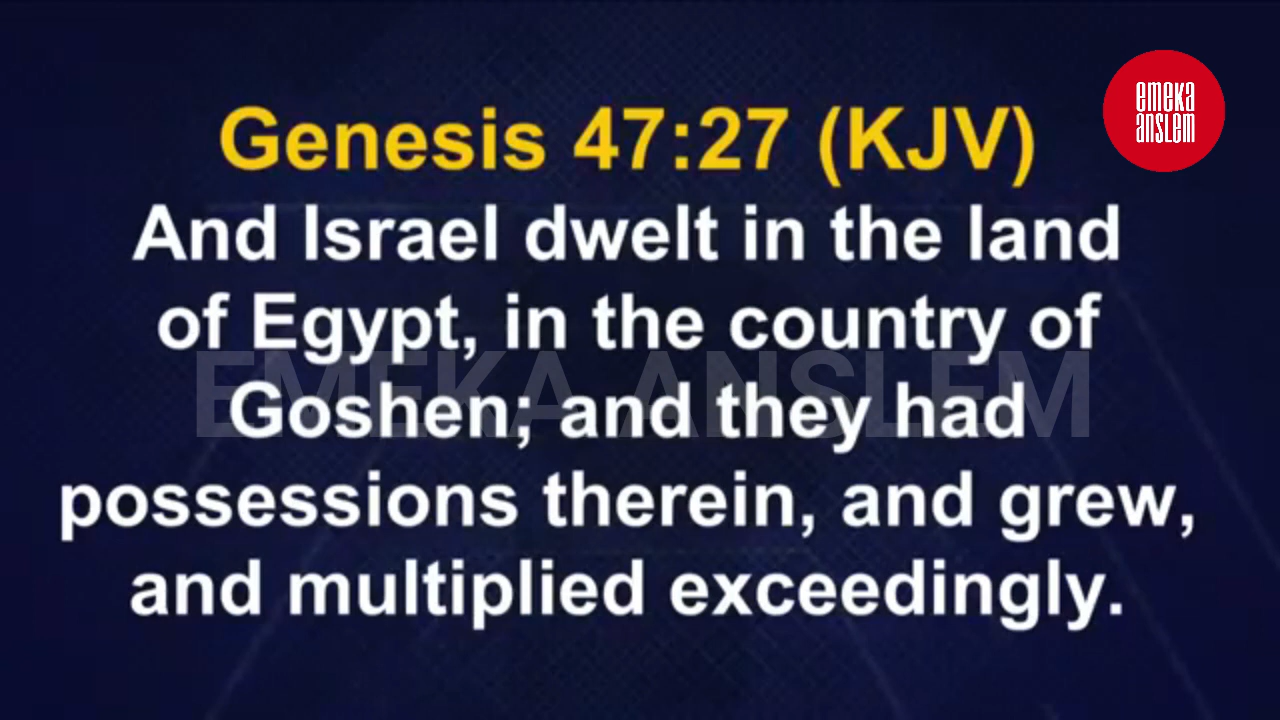 Genesis 47:27 (KJV)
emeka
anslem
And Israel dwelt in the land
of Egypt, in the country of
EMEKA ANSLEM
Goshen; and they had
possessions therein, and grew,
and multiplied exceedingly.